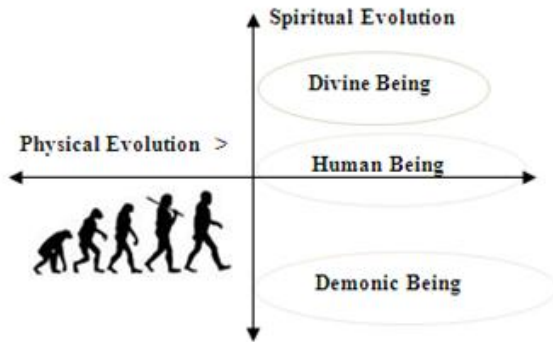 Spiritual Evolution
Divine Being
Physical Evolution >
Human Being
Demonic Being